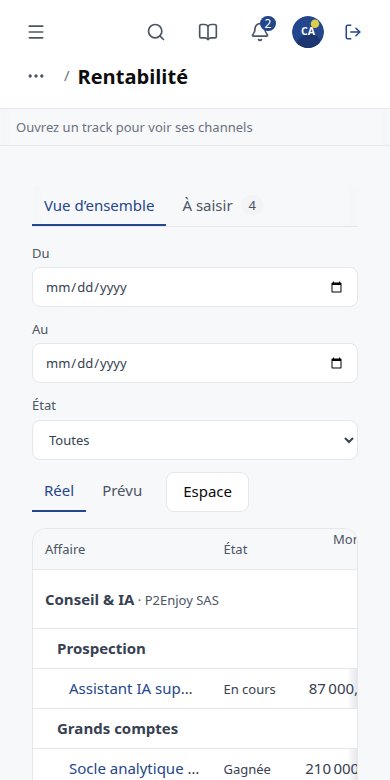 2
CA
… / Rentabilité
Ouvrez un track pour voir ses channels
Vue d'ensemble À saisir 4
Du
mm/dd/yyyy
Au
mm/dd/yyyy
État
Toutes
Réel Prévu Espace
Affaire État
Conseil & IA · P2Enjoy SAS
Prospection
Assistant IA sup… En cours 87 000,
Grands comptes
Socle analytique … Gagnée 210 000